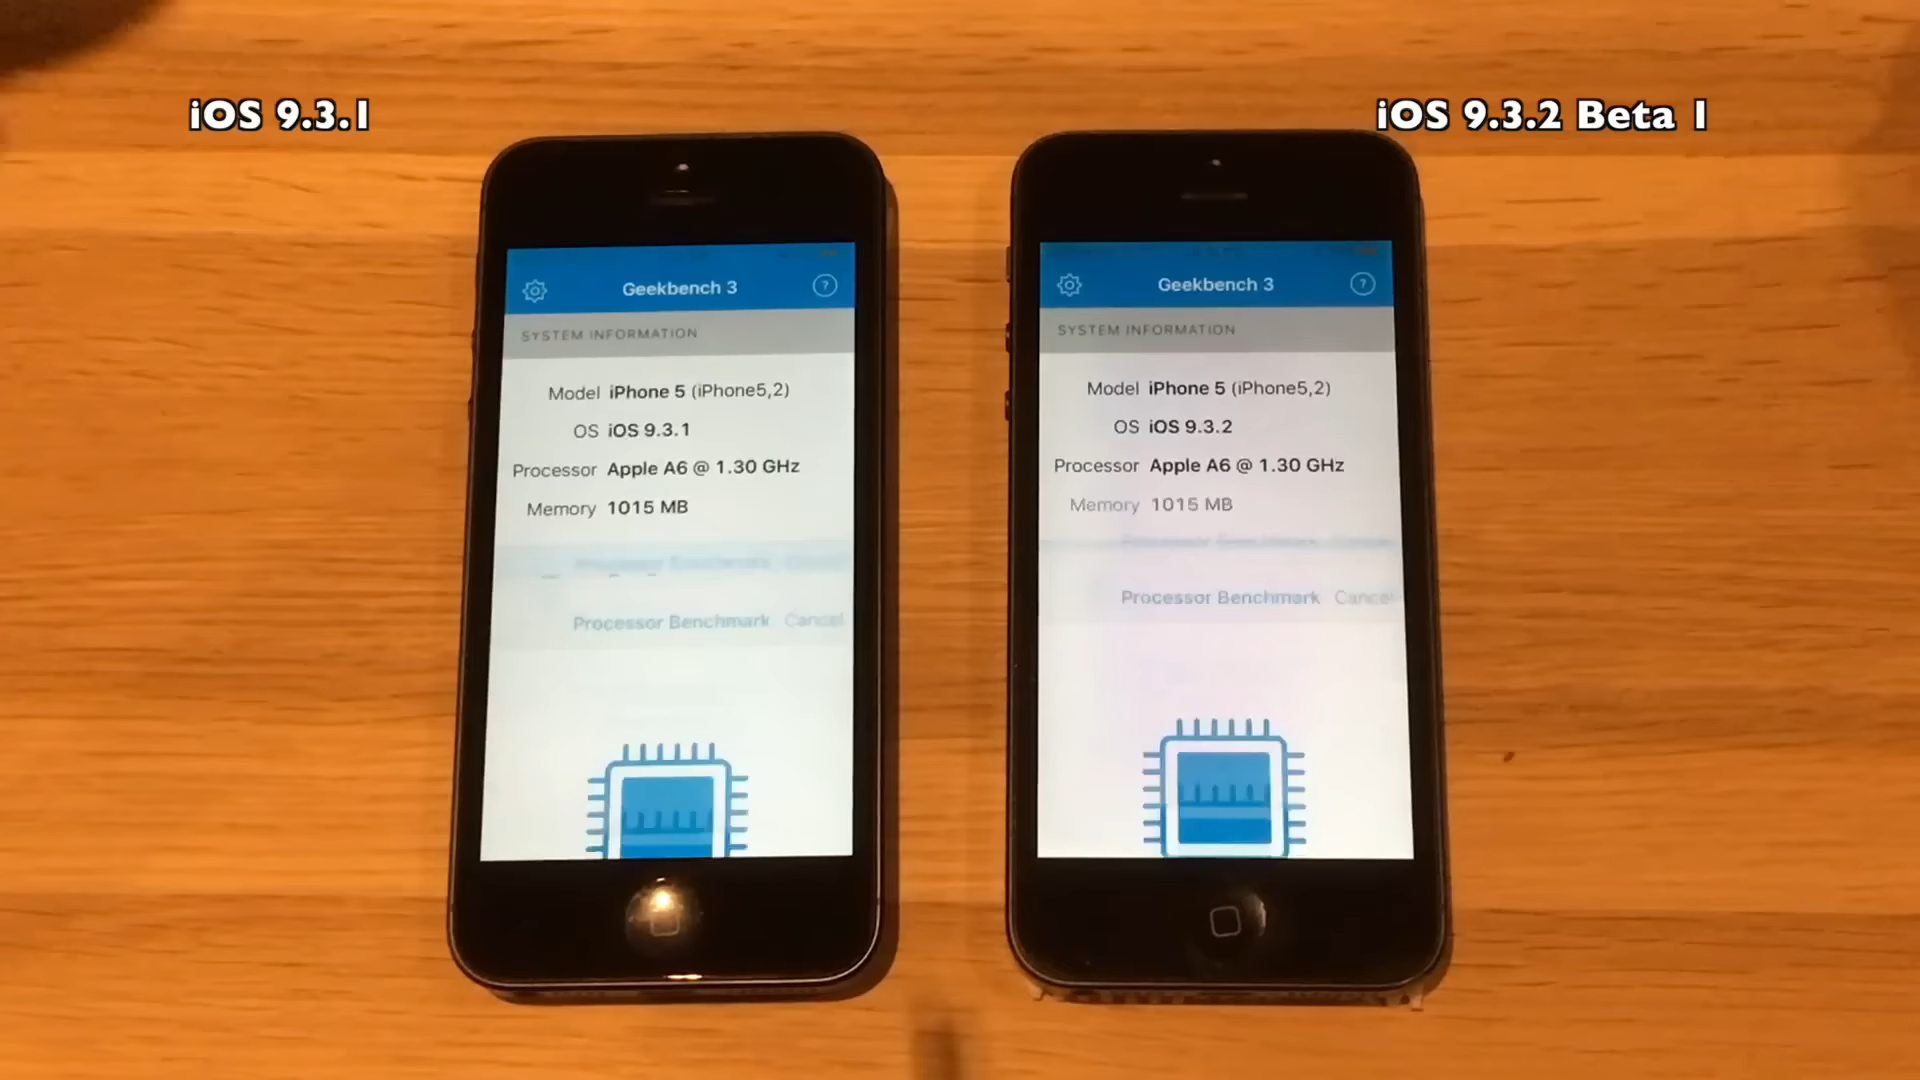 iOS 9.3.1
iOS 9.3.2 Beta 1
Geekbench 3
?
SYSTEM INFORMATION
Model iPhone 5 (iPhone5,2)
OS iOS 9.3.1
Processor Apple A6 @ 1.30 GHz
Memory 1015 MB
Processor Benchmark Cancel
Geekbench 3
?
SYSTEM INFORMATION
Model iPhone 5 (iPhone5,2)
OS iOS 9.3.2
Processor Apple A6 @ 1.30 GHz
Memory 1015 MB
Processor Benchmark Cancel